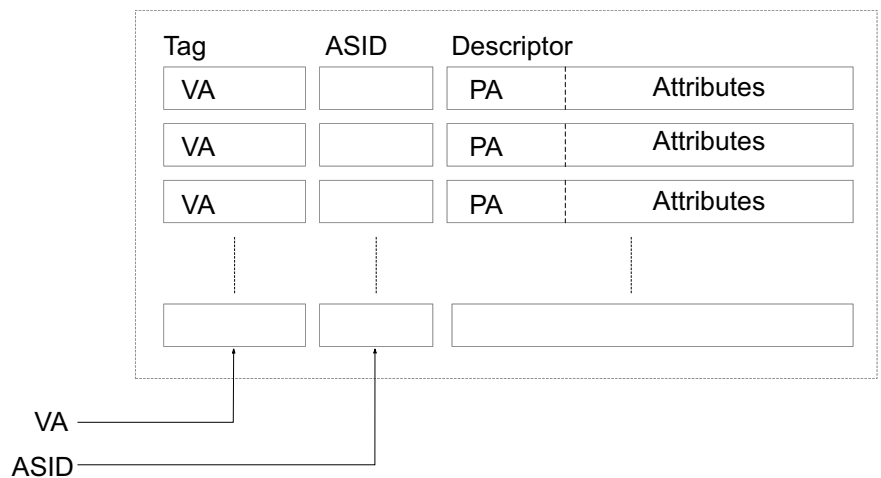 Tag ASID Descriptor
VA PA Attributes
VA PA Attributes
VA PA Attributes
VA
ASID